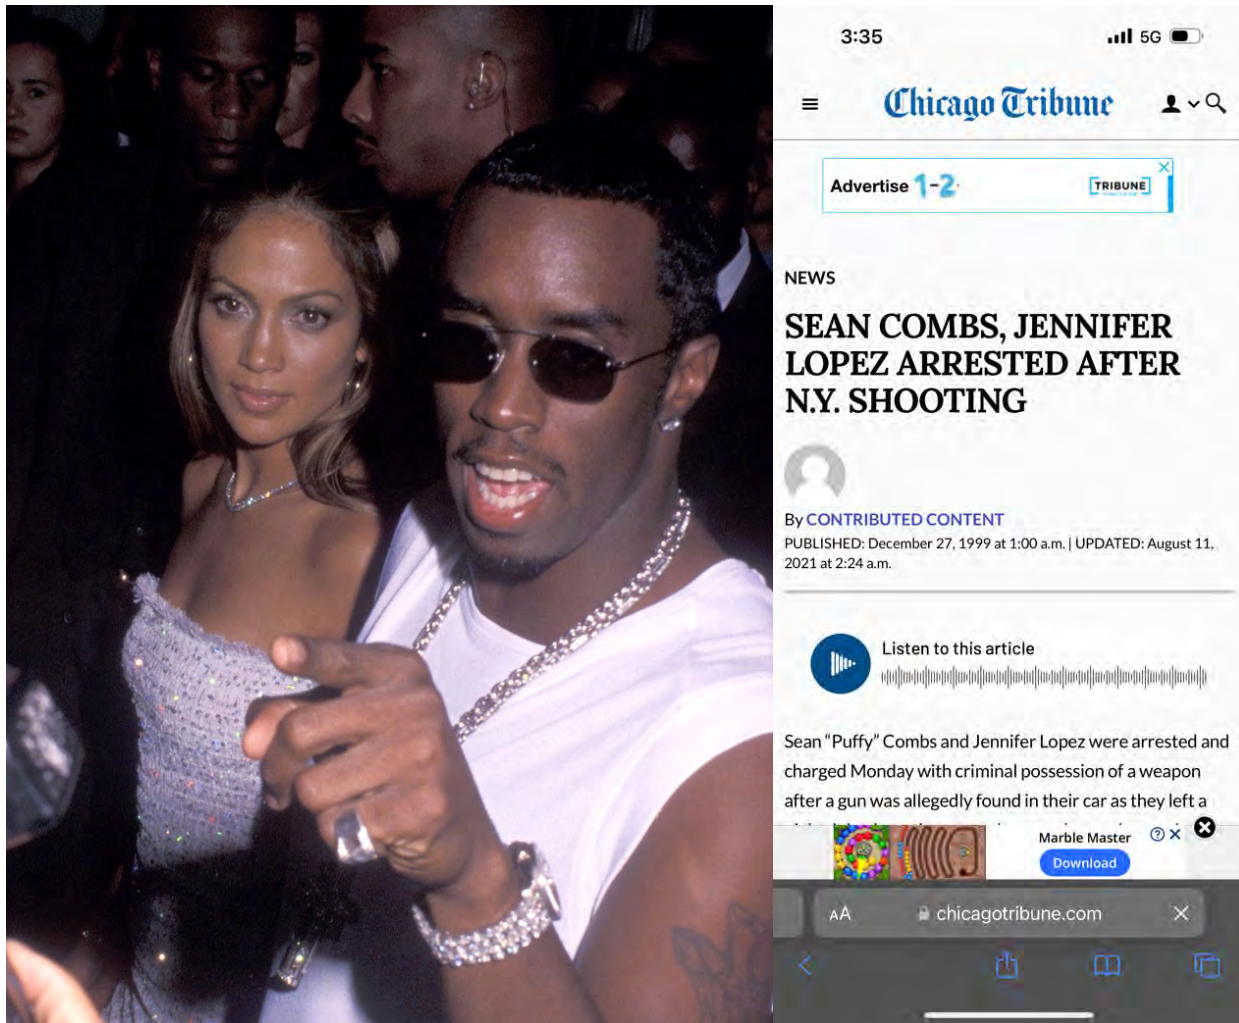 3:35
5G
Chicago Tribune
Advertise 1-2
TRIBUNE
NEWS
SEAN COMBS, JENNIFER
LOPEZ ARRESTED AFTER
N.Y. SHOOTING
By CONTRIBUTED CONTENT
PUBLISHED: December 27, 1999 at 1:00 a.m. | UPDATED: August 11,
2021 at 2:24 a.m.
Listen to this article
Sean “Puffy” Combs and Jennifer Lopez were arrested and
charged Monday with criminal possession of a weapon
after a gun was allegedly found in their car as they left a
Marble Master
Download
AA
chicagotribune.com